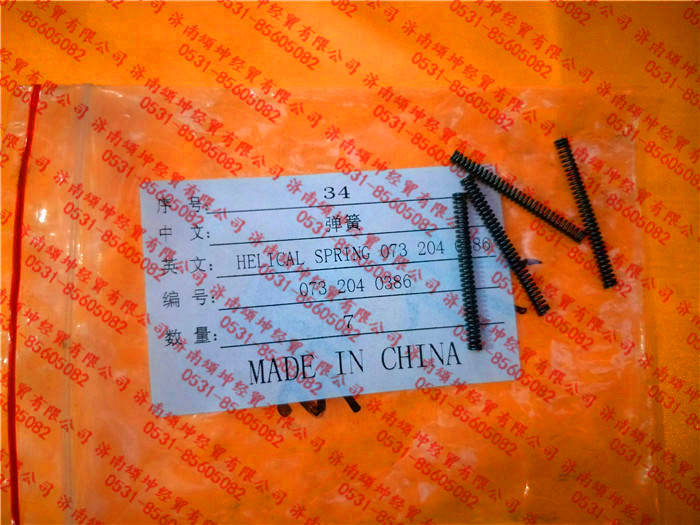 序 号: 34
中 文: 弹簧
英 文: HELICAL SPRING 073 204 0386
编 号: 073 204 0386
数 量: 7
MADE IN CHINA
济南颂坤经贸有限公司
0531-85605082